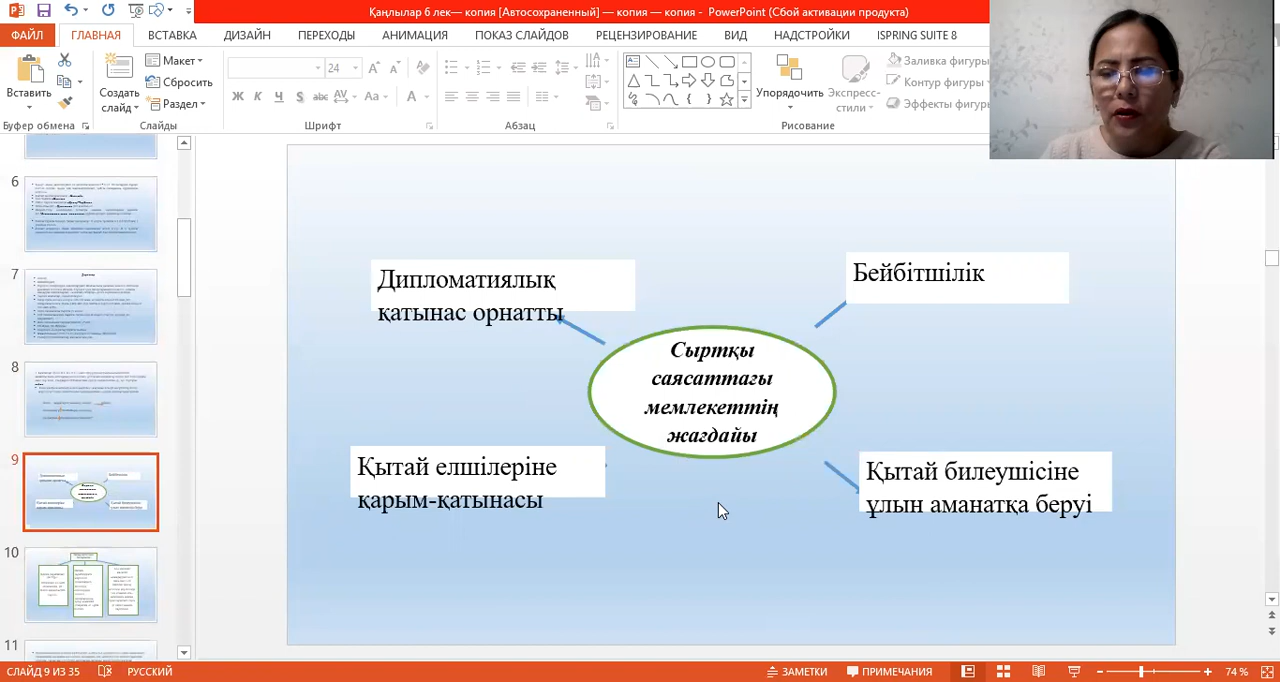 Қаңлылар 6 лек— копия [Автосохраненный] — копия — копия - PowerPoint (Сбой активации продукта)
ФАЙЛ ГЛАВНАЯ ВСТАВКА ДИЗАЙН ПЕРЕХОДЫ АНИМАЦИЯ ПОКАЗ СЛАЙДОВ РЕЦЕНЗИРОВАНИЕ ВИД НАДСТРОЙКИ ISPRING SUITE 8
Вставить
Создать слайд
Макет
Сбросить
Раздел
24
Ж К Ч S abc AV Aa A
Упорядочить
Экспресс-стили
Заливка фигуры
Контур фигуры
Эффекты фигуры
Буфер обмена Слайды Шрифт Абзац Рисование
6
7
8
9
10
11
Дипломатиялық
қатынас орнатты
Бейбітшілік
Сыртқы
саясаттағы
мемлекеттің
жағдайы
Қытай елшілеріне
қарым-қатынасы
Қытай билеушісіне
ұлын аманатқа беруі
СЛАЙД 9 ИЗ 35 РУССКИЙ ЗАМЕТКИ ПРИМЕЧАНИЯ 74 %